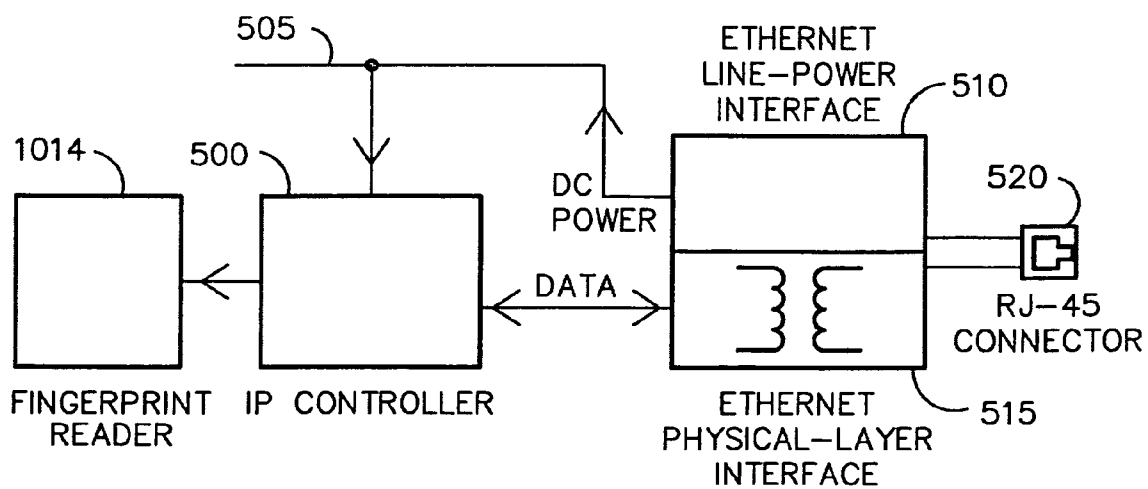 505
ETHERNET
LINE-POWER
INTERFACE
510
1014
500
DC
POWER
520
DATA
RJ-45
CONNECTOR
FINGERPRINT
READER
IP CONTROLLER
ETHERNET
PHYSICAL-LAYER
INTERFACE
515